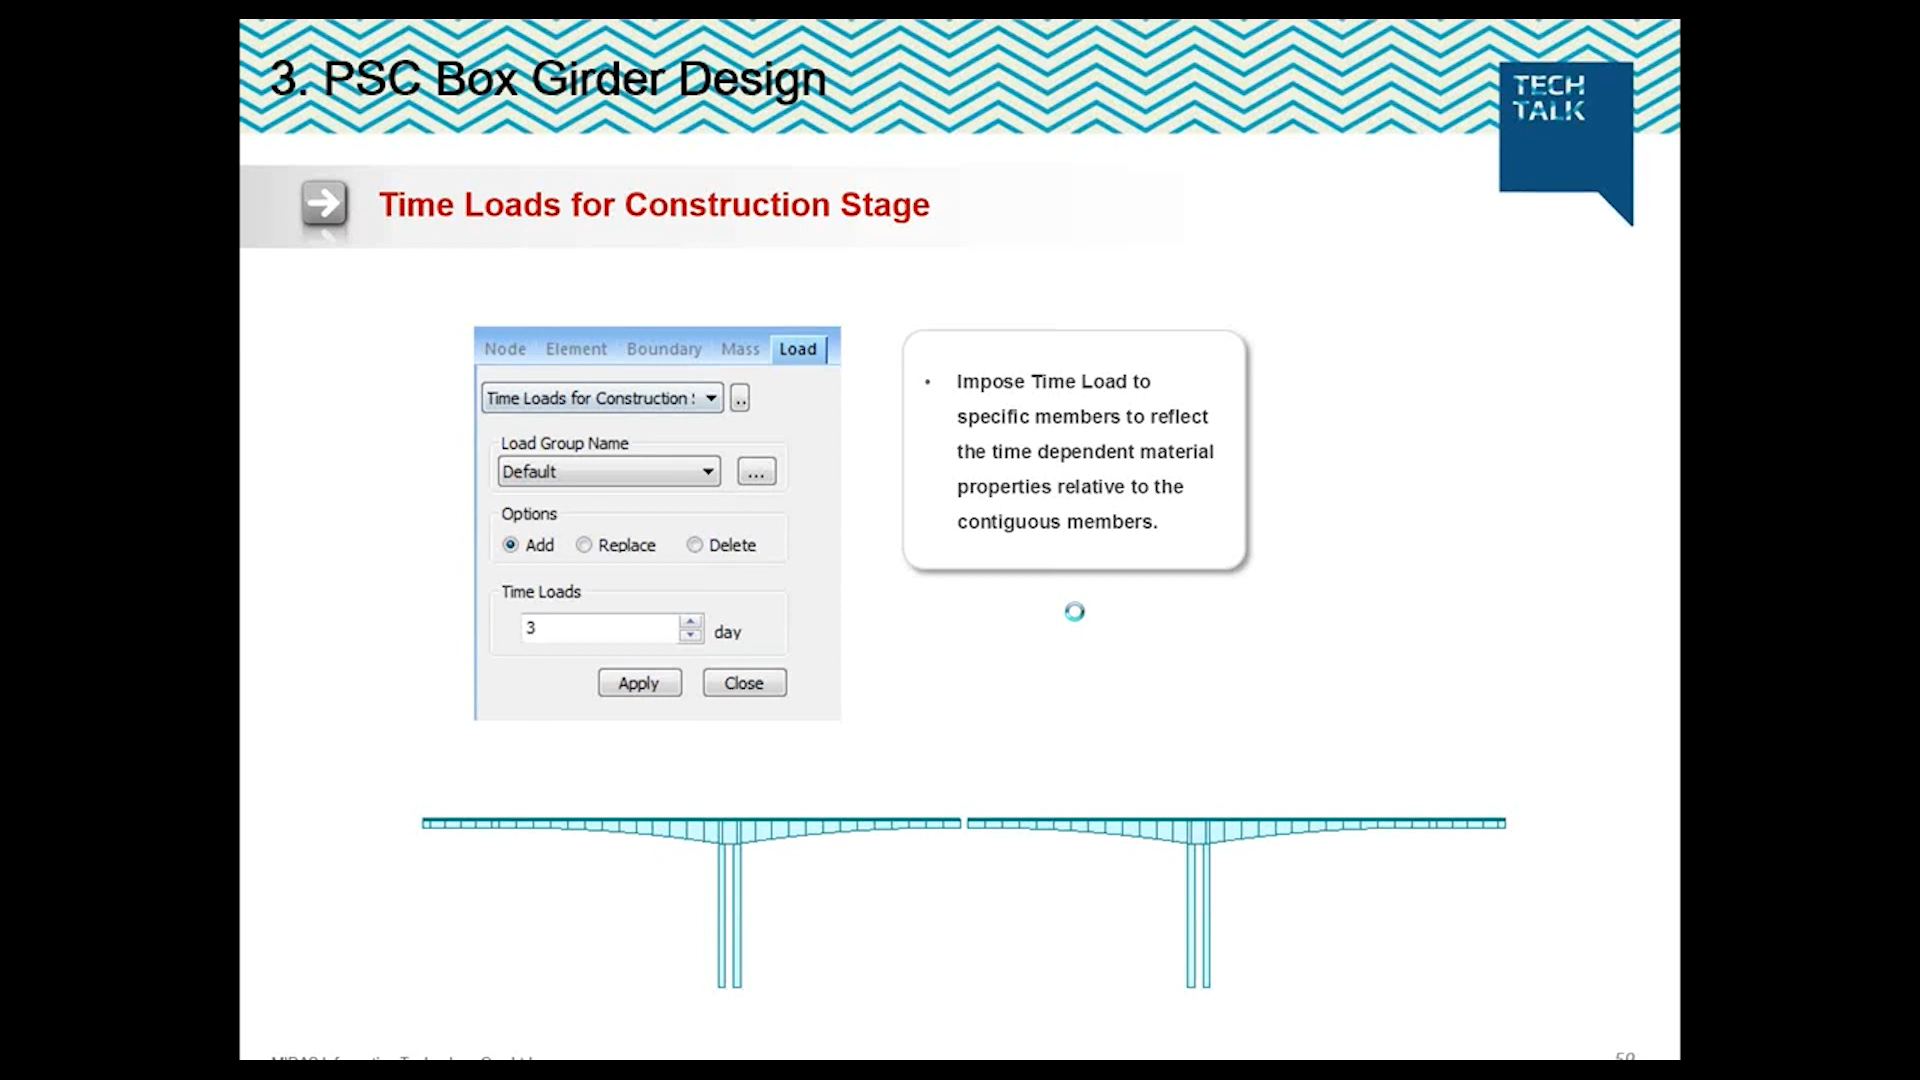 3. PSC Box Girder Design
TECH
TALK
Time Loads for Construction Stage
Node Element Boundary Mass Load
Time Loads for Construction ..
Load Group Name
Default ...
Options
Add Replace Delete
Time Loads
3 day
Apply Close
• Impose Time Load to
specific members to reflect
the time dependent material
properties relative to the
contiguous members.